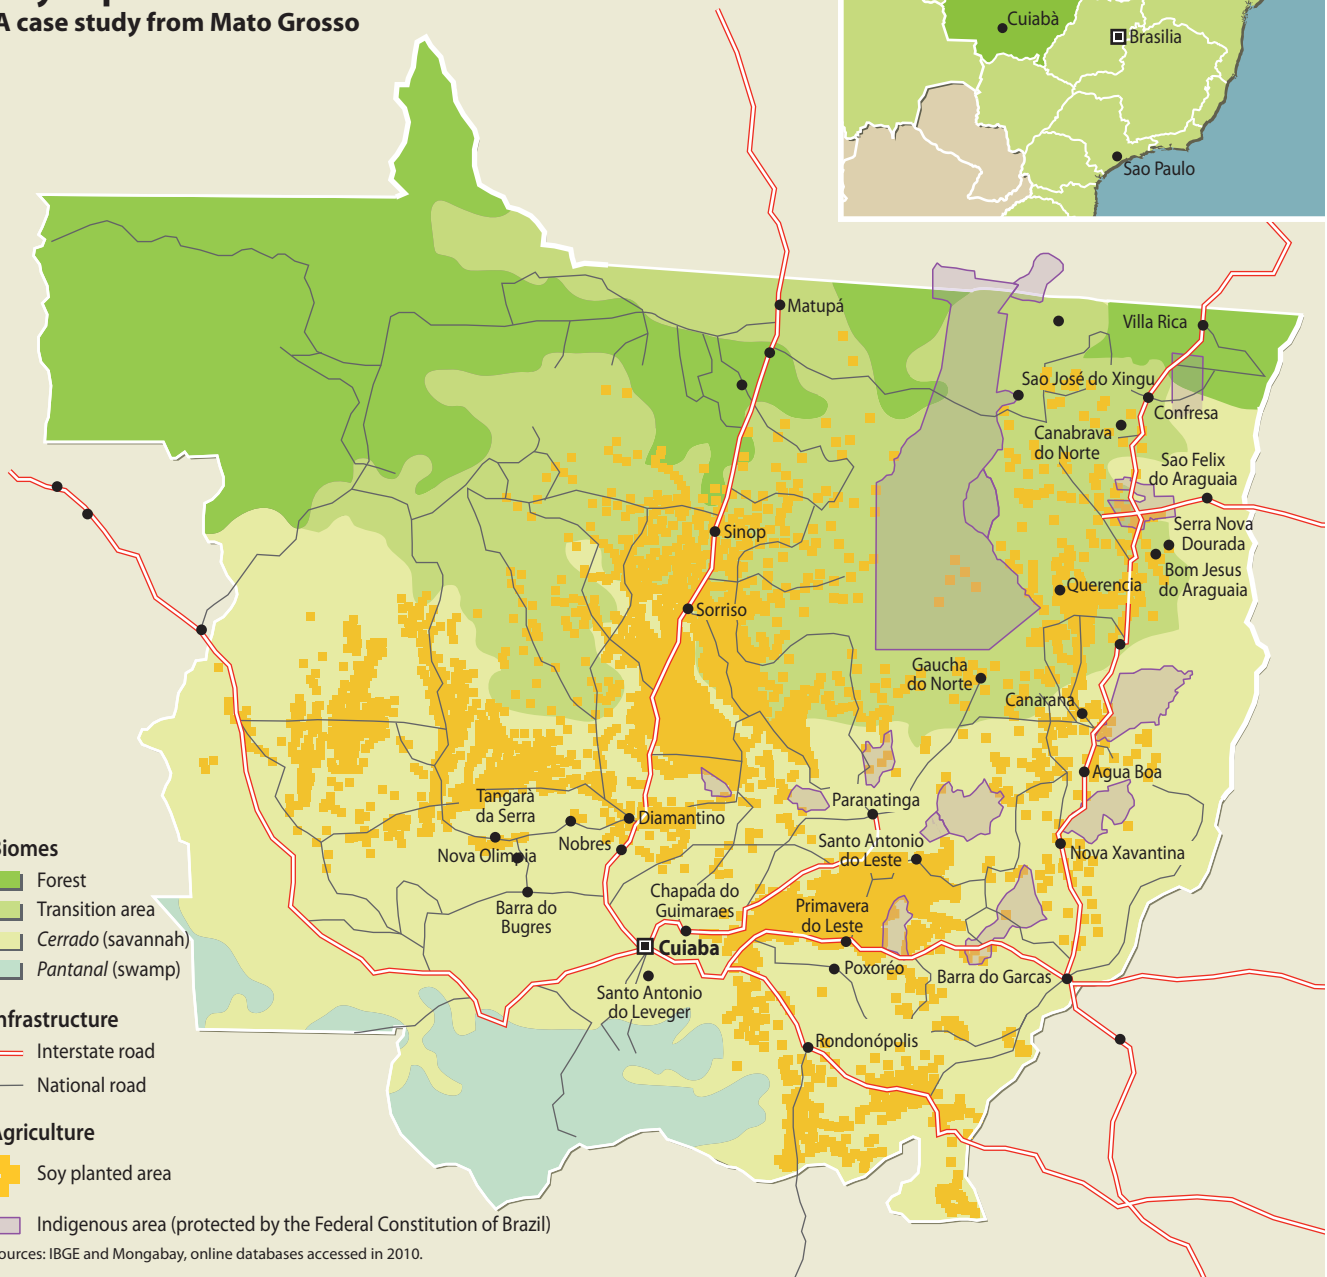 A case study from Mato Grosso
Cuiabà
Brasilia
Sao Paulo
Matupá
Villa Rica
Sao José do Xingu
Confresa
Canabrava
do Norte
Sao Felix
do Araguaia
Serra Nova
Dourada
Bom Jesus
do Araguaia
Sinop
Querencia
Sorriso
Gaucha
do Norte
Canarana
Agua Boa
Tangarà
da Serra
Diamantino
Paranatinga
Nobres
Nova Olimpia
Santo Antonio
do Leste
Nova Xavantina
Biomes
Forest
Transition area
Cerrado (savannah)
Pantanal (swamp)
Chapada do
Guimaraes
Primavera
do Leste
Barra do
Bugres
Cuiaba
Poxoréo
Barra do Garcas
Santo Antonio
do Leveger
Rondonópolis
Infrastructure
Interstate road
National road
Agriculture
Soy planted area
Indigenous area (protected by the Federal Constitution of Brazil)
Sources: IBGE and Mongabay, online databases accessed in 2010.